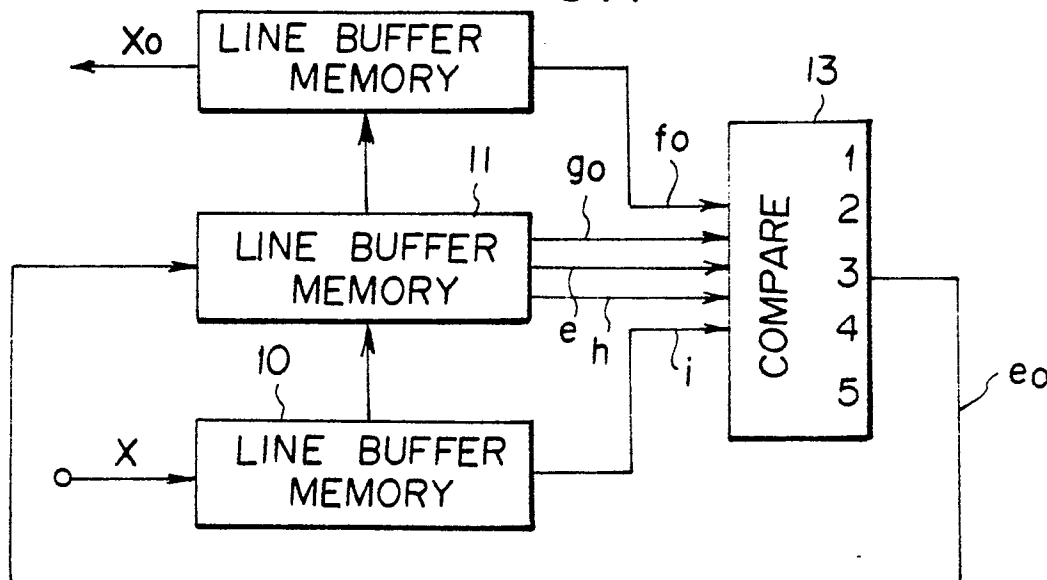 Xo
LINE BUFFER
MEMORY
13
11
fo
go
1
2
LINE BUFFER
MEMORY
COMPARE
3
e
h
4
10
i
5
eo
X
LINE BUFFER
MEMORY